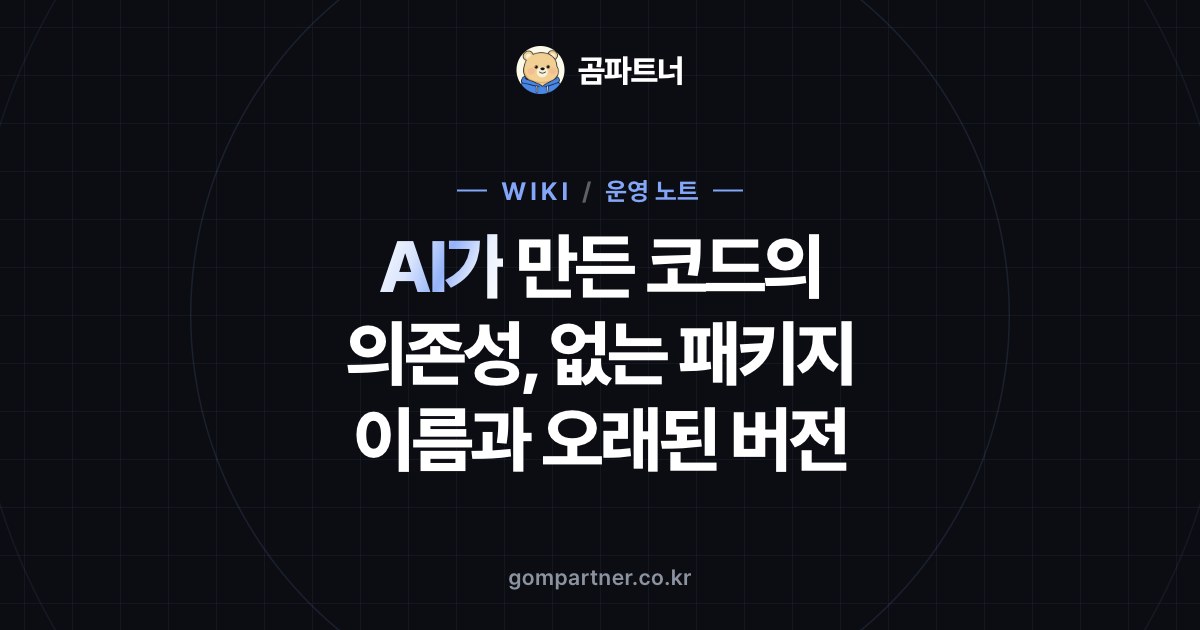 곰파트너
WIKI / 운영 노트
AI가 만든 코드의
의존성, 없는 패키지
이름과 오래된 버전
gompartner.co.kr